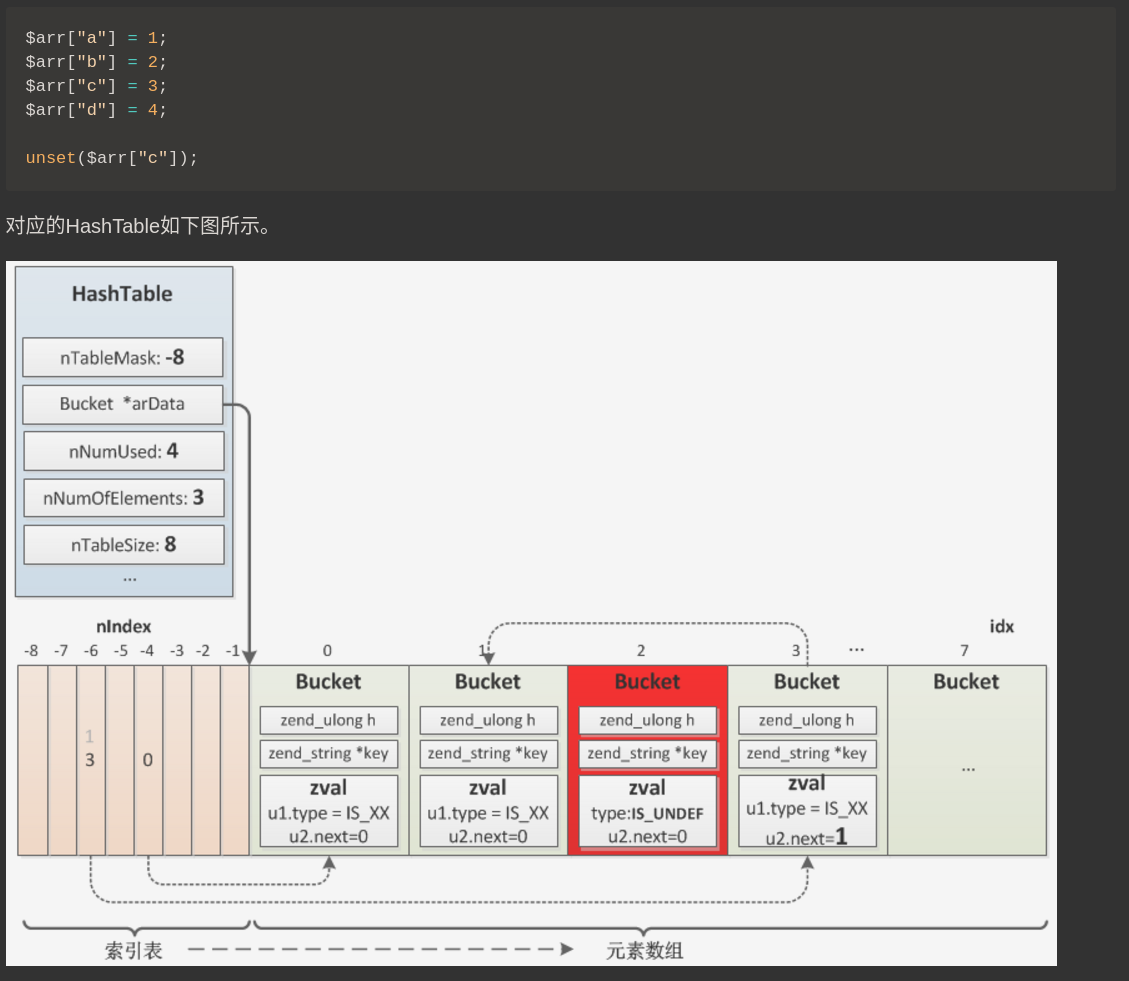 $arr["a"] = 1;
$arr["b"] = 2;
$arr["c"] = 3;
$arr["d"] = 4;
unset($arr["c"]);
对应的HashTable如下图所示。
HashTable
nTableMask: -8
Bucket *arData
nNumUsed: 4
nNumOfElements: 3
nTableSize: 8
...
nIndex
idx
-8 -7 -6 -5 -4 -3 -2 -1 0 1 2 3 ... 7
Bucket Bucket Bucket Bucket Bucket
zend_ulong h zend_ulong h zend_ulong h zend_ulong h
1
3 0
zend_string *key zend_string *key zend_string *key zend_string *key
...
zval zval zval zval
u1.type = IS_XX u1.type = IS_XX type:IS_UNDEF u1.type = IS_XX
u2.next=0 u2.next=0 u2.next=0 u2.next=1
索引表 元素数组